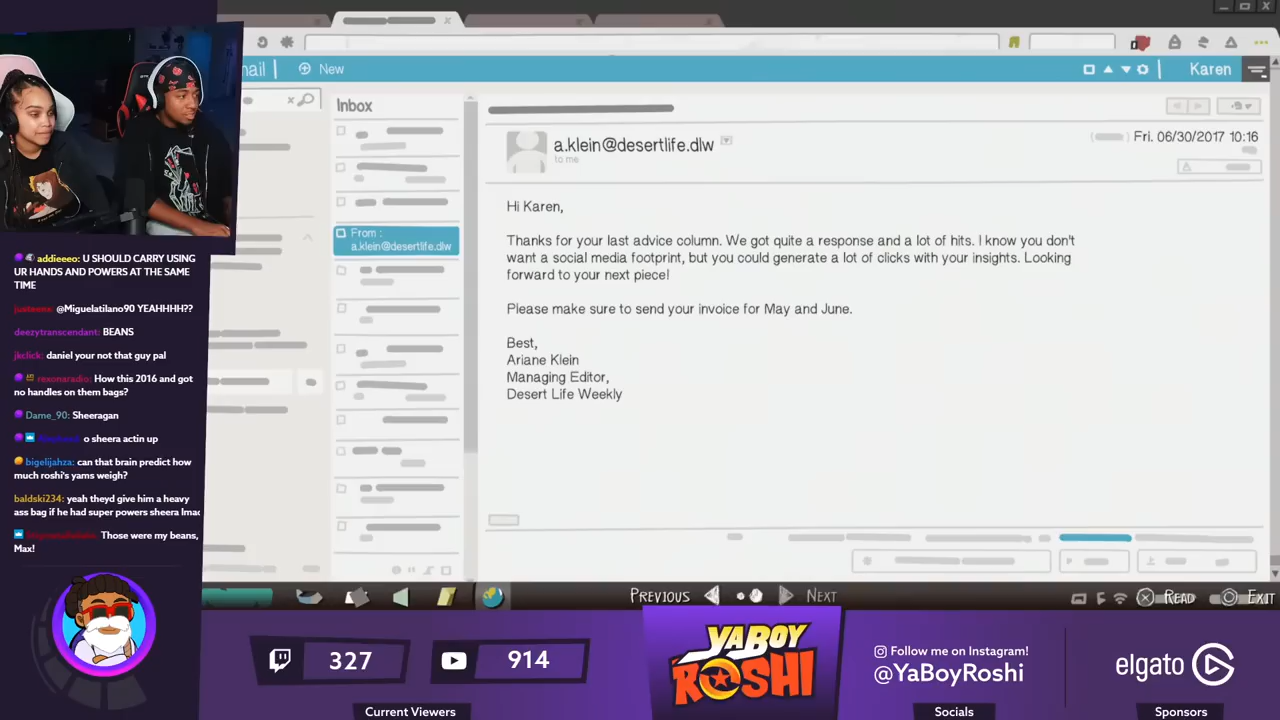 mail
New
Karen
Inbox
a.klein@desertlife.dlw
to me
Fri. 06/30/2017 10:16
From :
a.klein@desertlife.dlw
Hi Karen,
Thanks for your last advice column. We got quite a response and a lot of hits. I know you don't
want a social media footprint, but you could generate a lot of clicks with your insights. Looking
forward to your next piece!
Please make sure to send your invoice for May and June.
Best,
Ariane Klein
Managing Editor,
Desert Life Weekly
PREVIOUS
NEXT
READ
EXIT
addieeeo: U SHOULD CARRY USING
UR HANDS AND POWERS AT THE SAME
TIME
@Miguelatilano90 YEAHHHH??
deezytranscendant: BEANS
jkclick: daniel your not that guy pal
How this 2016 and got
no handles on them bags?
Dame_90: Sheeragan
o sheera actin up
bigelijahza: can that brain predict how
much roshi's yams weigh?
baldski234: yeah theyd give him a heavy
ass bag if he had super powers sheera lmao
Those were my beans,
Max!
327
914
Current Viewers
YABOY
ROSHI
Follow me on Instagram!
@YaBoyRoshi
Socials
elgato
Sponsors